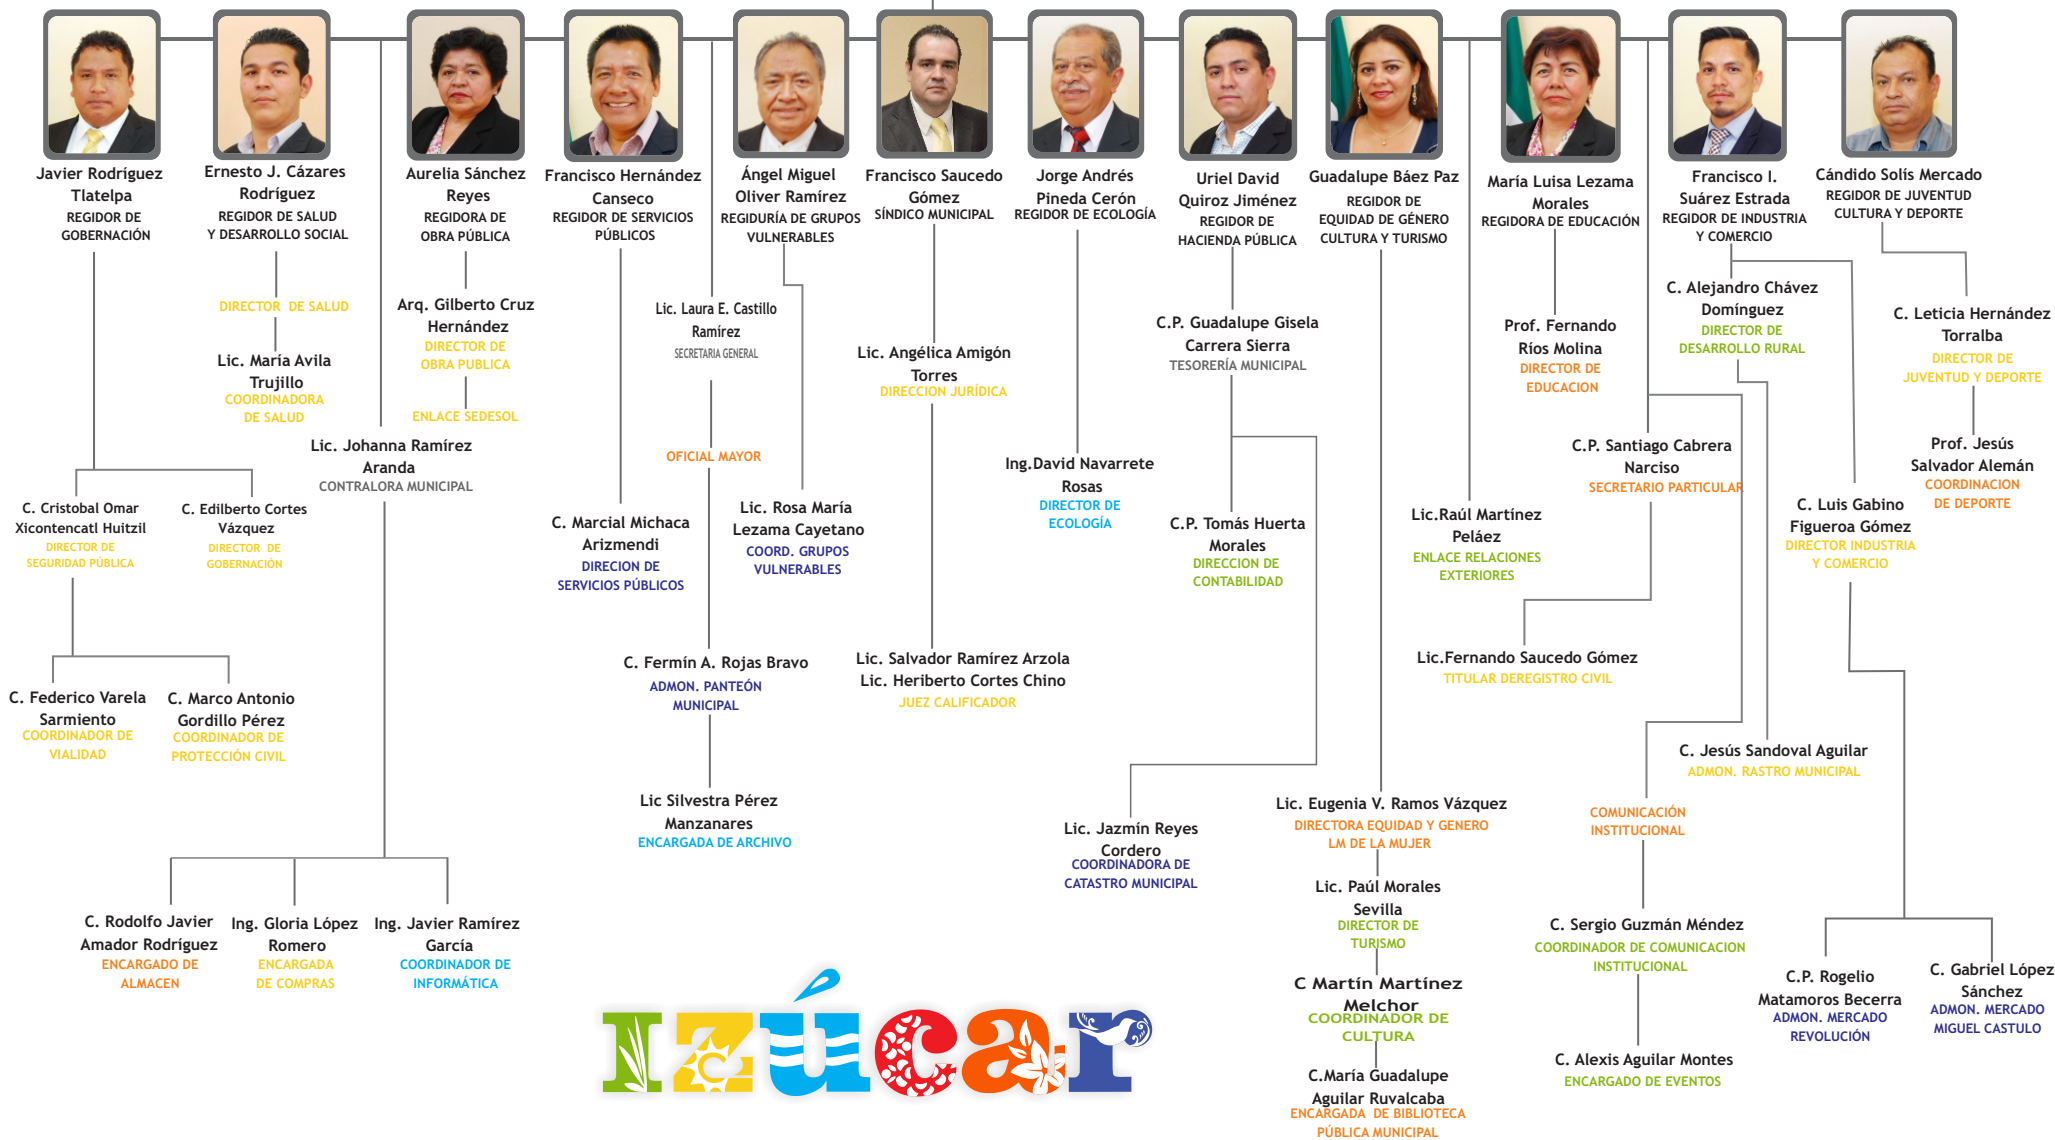 Javier Rodríguez
Tlatelpa
REGIDOR DE
GOBERNACIÓN
Ernesto J. Cázares
Rodríguez
REGIDOR DE SALUD
Y DESARROLLO SOCIAL
Aurelia Sánchez
Reyes
REGIDORA DE
OBRA PÚBLICA
Francisco Hernández
Canseco
REGIDOR DE SERVICIOS
PÚBLICOS
Ángel Miguel
Oliver Ramírez
REGIDURÍA DE GRUPOS
VULNERABLES
Francisco Saucedo
Gómez
SÍNDICO MUNICIPAL
Jorge Andrés
Pineda Cerón
REGIDOR DE ECOLOGÍA
Uriel David
Quiroz Jiménez
REGIDOR DE
HACIENDA PÚBLICA
Guadalupe Báez Paz
REGIDOR DE
EQUIDAD DE GÉNERO
CULTURA Y TURISMO
María Luisa Lezama
Morales
REGIDORA DE EDUCACIÓN
Francisco I.
Suárez Estrada
REGIDOR DE INDUSTRIA
Y COMERCIO
Cándido Solís Mercado
REGIDOR DE JUVENTUD
CULTURA Y DEPORTE
DIRECTOR DE SALUD
Lic. María Avila
Trujillo
COORDINADORA
DE SALUD
Arq. Gilberto Cruz
Hernández
DIRECTOR DE
OBRA PUBLICA
ENLACE SEDESOL
Lic. Johanna Ramírez
Aranda
CONTRALORA MUNICIPAL
Lic. Laura E. Castillo
Ramírez
SECRETARIA GENERAL
OFICIAL MAYOR
Lic. Angélica Amigón
Torres
DIRECCION JURÍDICA
C.P. Guadalupe Gisela
Carrera Sierra
TESORERÍA MUNICIPAL
Prof. Fernando
Ríos Molina
DIRECTOR DE
EDUCACION
C. Alejandro Chávez
Domínguez
DIRECTOR DE
DESARROLLO RURAL
C. Leticia Hernández
Torralba
DIRECTOR DE
JUVENTUD Y DEPORTE
Prof. Jesús
Salvador Alemán
COORDINACION
DE DEPORTE
C.P. Santiago Cabrera
Narciso
SECRETARIO PARTICULAR
C. Cristobal Omar
Xicontencatl Huitzil
DIRECTOR DE
SEGURIDAD PÚBLICA
C. Edilberto Cortes
Vázquez
DIRECTOR DE
GOBERNACIÓN
C. Marcial Michaca
Arizmendi
DIRECION DE
SERVICIOS PÚBLICOS
Lic. Rosa María
Lezama Cayetano
COORD. GRUPOS
VULNERABLES
Ing.David Navarrete
Rosas
DIRECTOR DE
ECOLOGÍA
C.P. Tomás Huerta
Morales
DIRECCION DE
CONTABILIDAD
Lic.Raúl Martínez
Peláez
ENLACE RELACIONES
EXTERIORES
C. Luis Gabino
Figueroa Gómez
DIRECTOR INDUSTRIA
Y COMERCIO
C. Federico Varela
Sarmiento
COORDINADOR DE
VIALIDAD
C. Marco Antonio
Gordillo Pérez
COORDINADOR DE
PROTECCIÓN CIVIL
C. Fermín A. Rojas Bravo
ADMON. PANTEÓN
MUNICIPAL
Lic. Salvador Ramírez Arzola
Lic. Heriberto Cortes Chino
JUEZ CALIFICADOR
Lic.Fernando Saucedo Gómez
TITULAR DEREGISTRO CIVIL
C. Jesús Sandoval Aguilar
ADMON. RASTRO MUNICIPAL
Lic Silvestra Pérez
Manzanares
ENCARGADA DE ARCHIVO
Lic. Jazmín Reyes
Cordero
COORDINADORA DE
CATASTRO MUNICIPAL
Lic. Eugenia V. Ramos Vázquez
DIRECTORA EQUIDAD Y GENERO
LM DE LA MUJER
COMUNICACIÓN
INSTITUCIONAL
Lic. Paúl Morales
Sevilla
DIRECTOR DE
TURISMO
C. Rodolfo Javier
Amador Rodríguez
ENCARGADO DE
ALMACEN
Ing. Gloria López
Romero
ENCARGADA
DE COMPRAS
Ing. Javier Ramírez
García
COORDINADOR DE
INFORMÁTICA
C. Sergio Guzmán Méndez
COORDINADOR DE COMUNICACION
INSTITUCIONAL
C Martín Martínez
Melchor
COORDINADOR DE
CULTURA
C.P. Rogelio
Matamoros Becerra
ADMON. MERCADO
REVOLUCIÓN
C. Gabriel López
Sánchez
ADMON. MERCADO
MIGUEL CASTULO
Izúcar
C. Alexis Aguilar Montes
ENCARGADO DE EVENTOS
C.María Guadalupe
Aguilar Ruvalcaba
ENCARGADA DE BIBLIOTECA
PÚBLICA MUNICIPAL